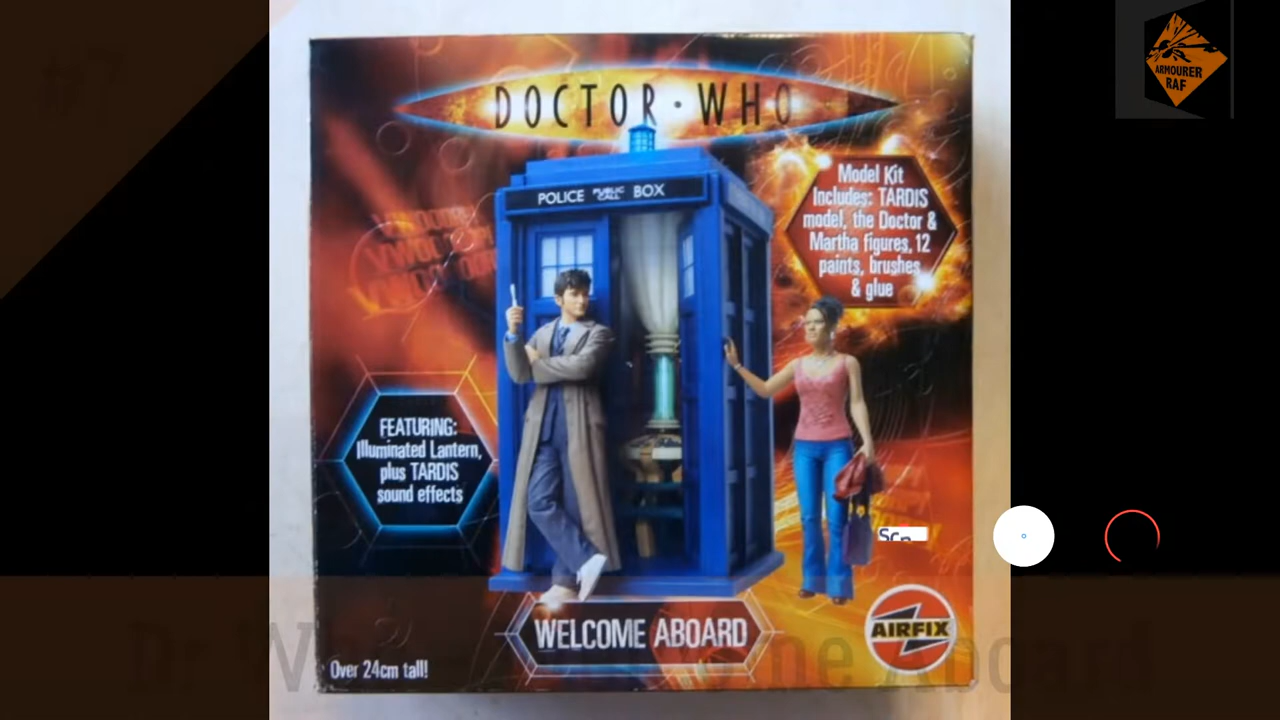 #7
ARMOURER
RAF
DOCTOR • WHO
POLICE PUBLIC CALL BOX
Model Kit
Includes: TARDIS
model, the Doctor &
Martha figures, 12
paints, brushes
& glue
FEATURING:
Illuminated Lantern,
plus TARDIS
sound effects
WELCOME ABOARD
AIRFIX
Over 24cm tall!